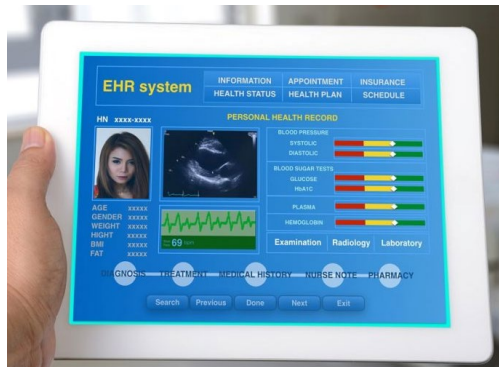 EHR system
INFORMATION APPOINTMENT INSURANCE
HEALTH STATUS HEALTH PLAN SCHEDULE
HN xxxx-xxxx
PERSONAL HEALTH RECORD
BLOOD PRESSURE
SYSTOLIC
DIASTOLIC
BLOOD SUGAR TESTS
GLUCOSE
HbA1C
PLASMA
HEMOGLOBIN
AGE xxxxx
GENDER xxxxx
WEIGHT xxxxx
HIGHT xxxxx
BMI xxxxx
FAT xxxxx
69
Examination Radiology Laboratory
DIAGNOSIS TREATMENT MEDICAL HISTORY NURSE NOTE PHARMACY
Search Previous Done Next Exit